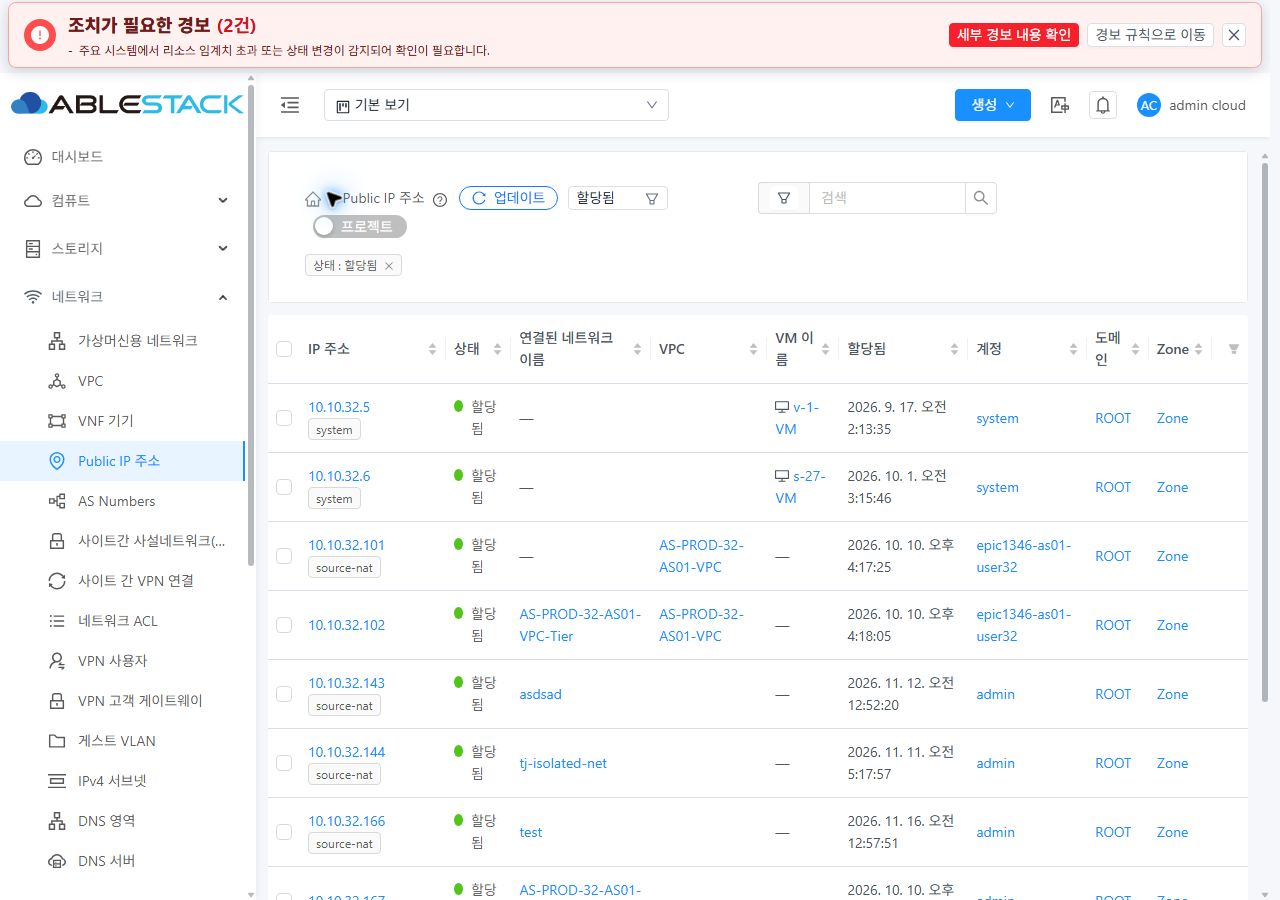 조치가 필요한 경보 (2건)
- 주요 시스템에서 리소스 임계치 초과 또는 상태 변경이 감지되어 확인이 필요합니다.
세부 경보 내용 확인
경보 규칙으로 이동
ABLESTACK
기본 보기
생성
AC
admin cloud
대시보드
컴퓨트
스토리지
네트워크
가상머신용 네트워크
VPC
VNF 기기
Public IP 주소
AS Numbers
사이트간 사설네트워크(...
사이트 간 VPN 연결
네트워크 ACL
VPN 사용자
VPN 고객 게이트웨이
게스트 VLAN
IPv4 서브넷
DNS 영역
DNS 서버
Public IP 주소
업데이트
할당됨
검색
프로젝트
상태 : 할당됨
IP 주소
상태
연결된 네트워크
이름
VPC
VM 이
름
할당됨
계정
도메
인
Zone
10.10.32.5
system
할당
됨
—
v-1-
VM
2026. 9. 17. 오전
2:13:35
system
ROOT
Zone
10.10.32.6
system
할당
됨
—
s-27-
VM
2026. 10. 1. 오전
3:15:46
system
ROOT
Zone
10.10.32.101
source-nat
할당
됨
—
AS-PROD-32-
AS01-VPC
—
2026. 10. 10. 오후
4:17:25
epic1346-as01-
user32
ROOT
Zone
10.10.32.102
할당
됨
AS-PROD-32-AS01-
VPC-Tier
AS-PROD-32-
AS01-VPC
—
2026. 10. 10. 오후
4:18:05
epic1346-as01-
user32
ROOT
Zone
10.10.32.143
source-nat
할당
됨
asdsad
—
2026. 11. 12. 오전
12:52:20
admin
ROOT
Zone
10.10.32.144
source-nat
할당
됨
tj-isolated-net
—
2026. 11. 11. 오전
5:17:57
admin
ROOT
Zone
10.10.32.166
source-nat
할당
됨
test
—
2026. 11. 16. 오전
12:57:51
admin
ROOT
Zone
10.10.32.167
할당
AS-PROD-32-AS01-
2026. 10. 10. 오후
admin
ROOT
Zone